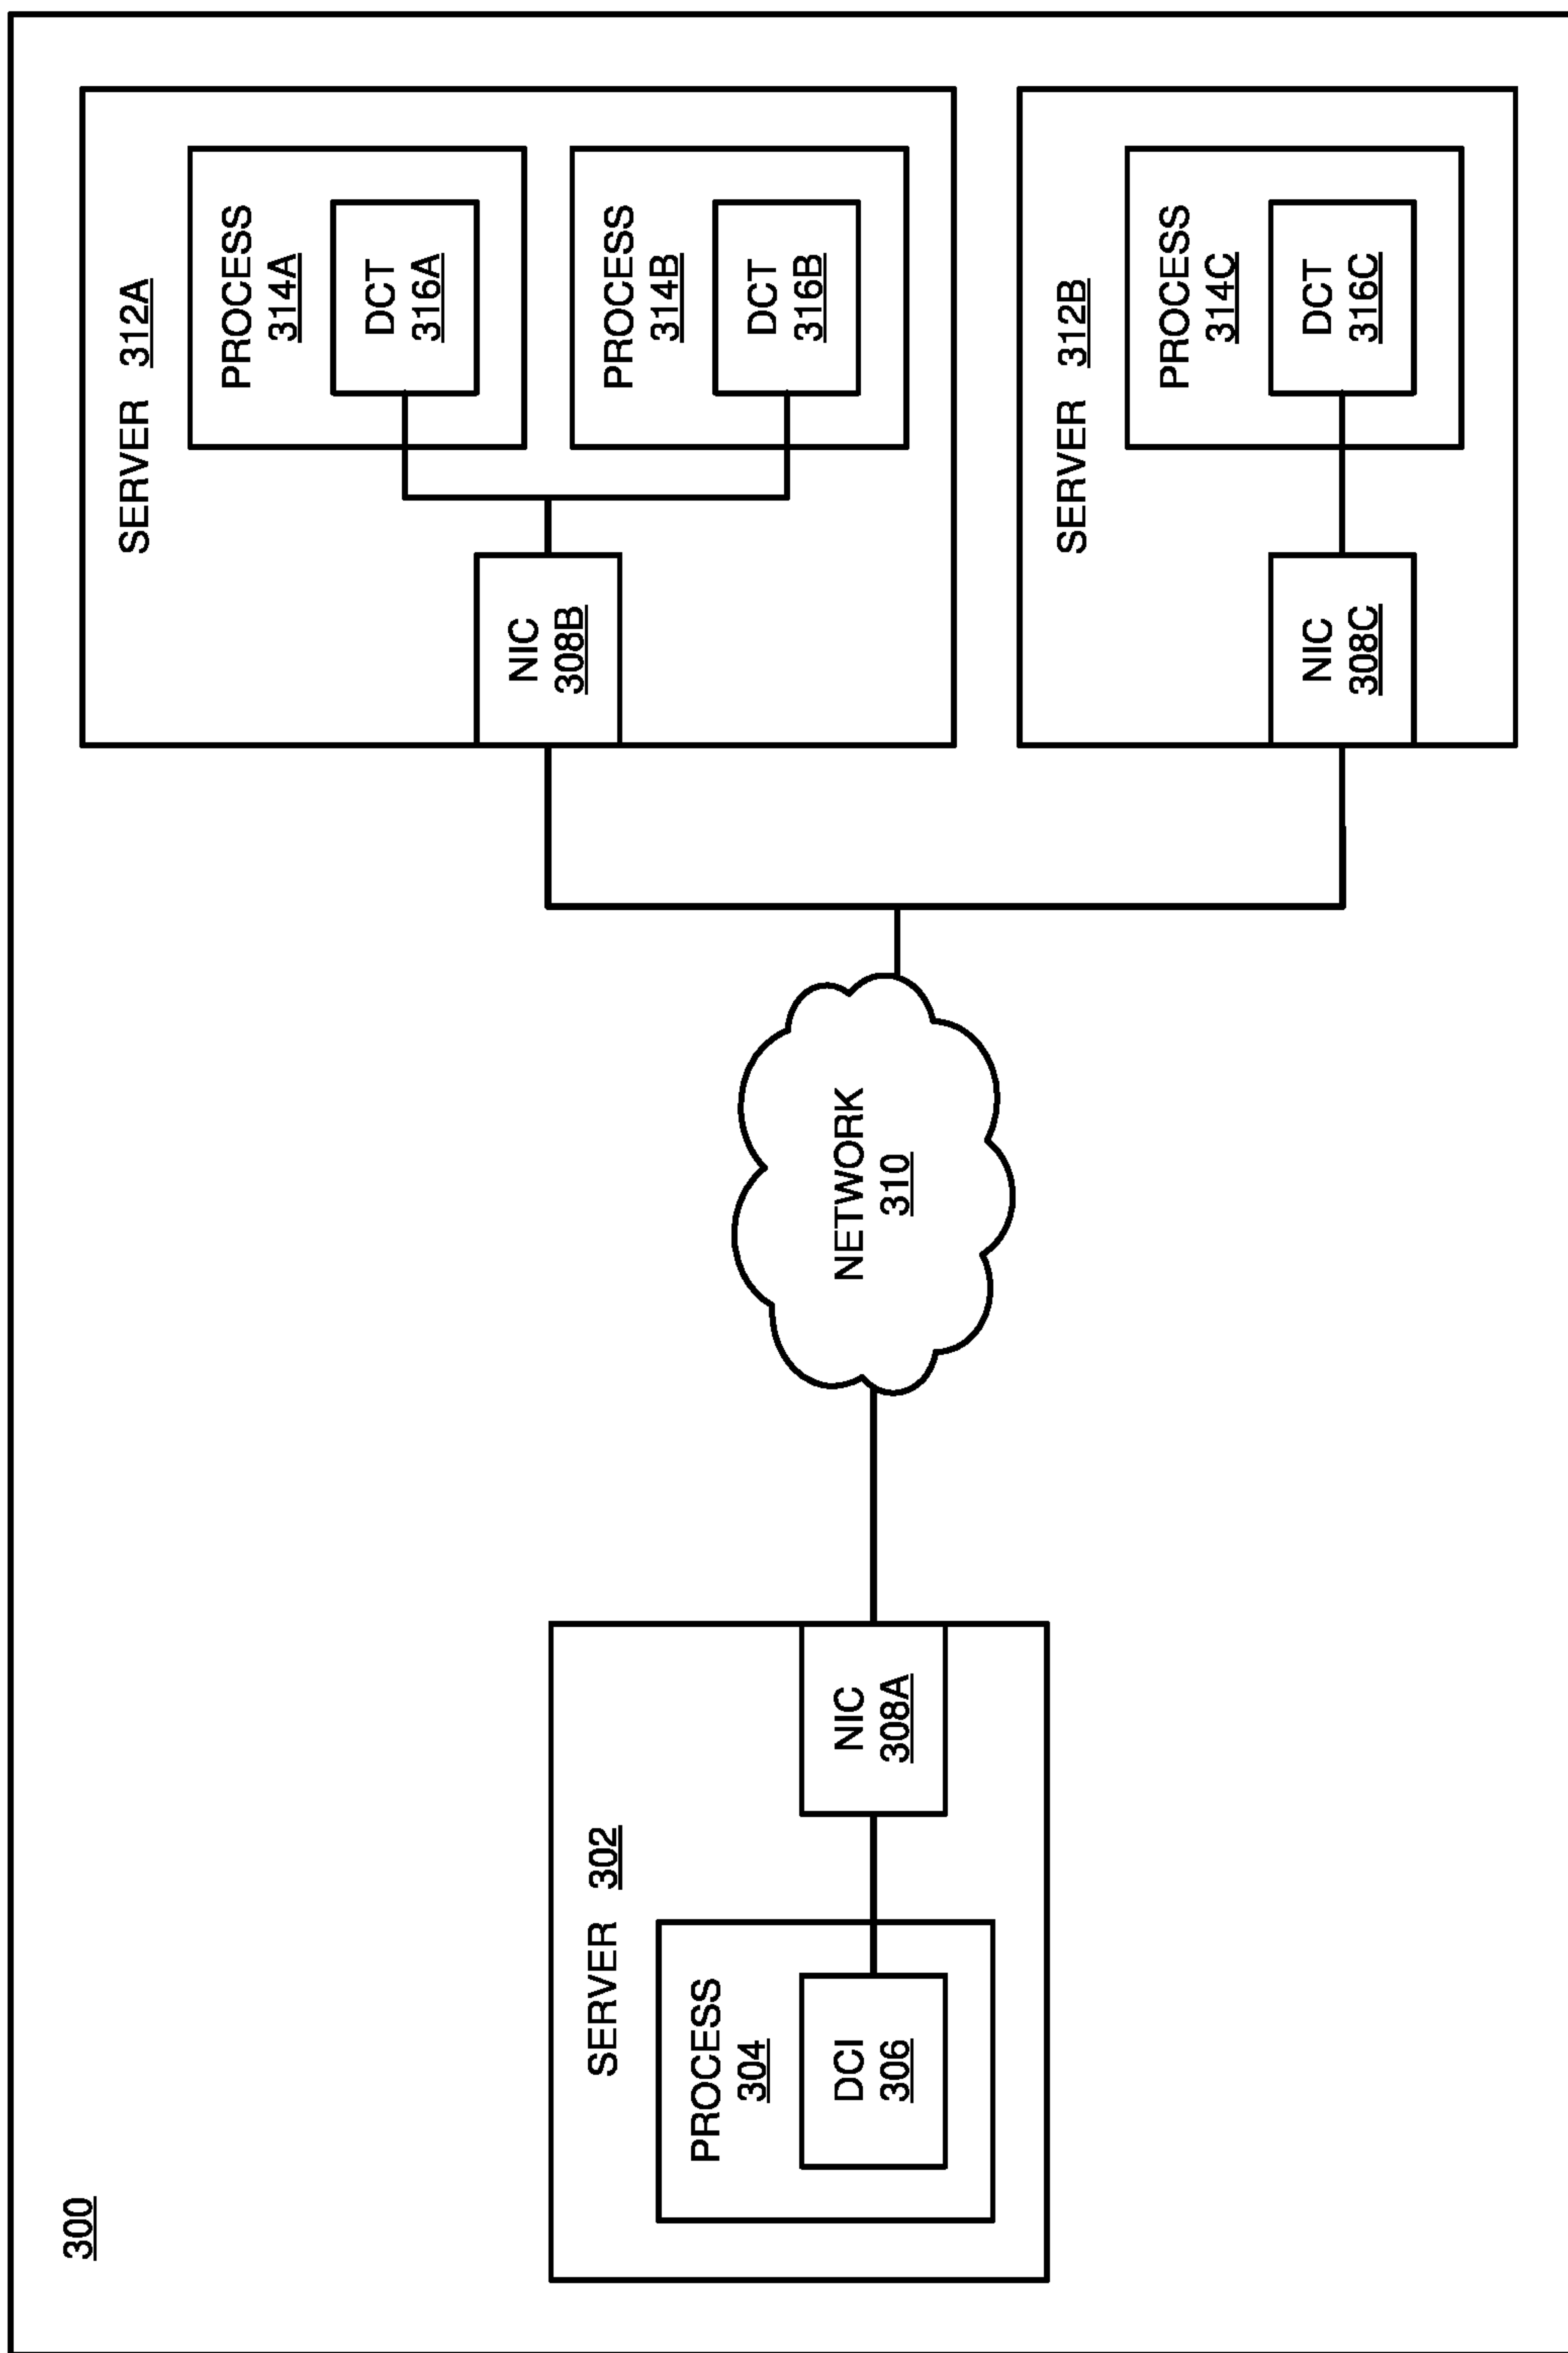 300
SERVER 302
PROCESS
304
DCI
306
NIC
308A
NETWORK
310
SERVER 312A
NIC
308B
PROCESS
314A
DCT
316A
PROCESS
314B
DCT
316B
SERVER 312B
NIC
308C
PROCESS
314C
DCT
316C